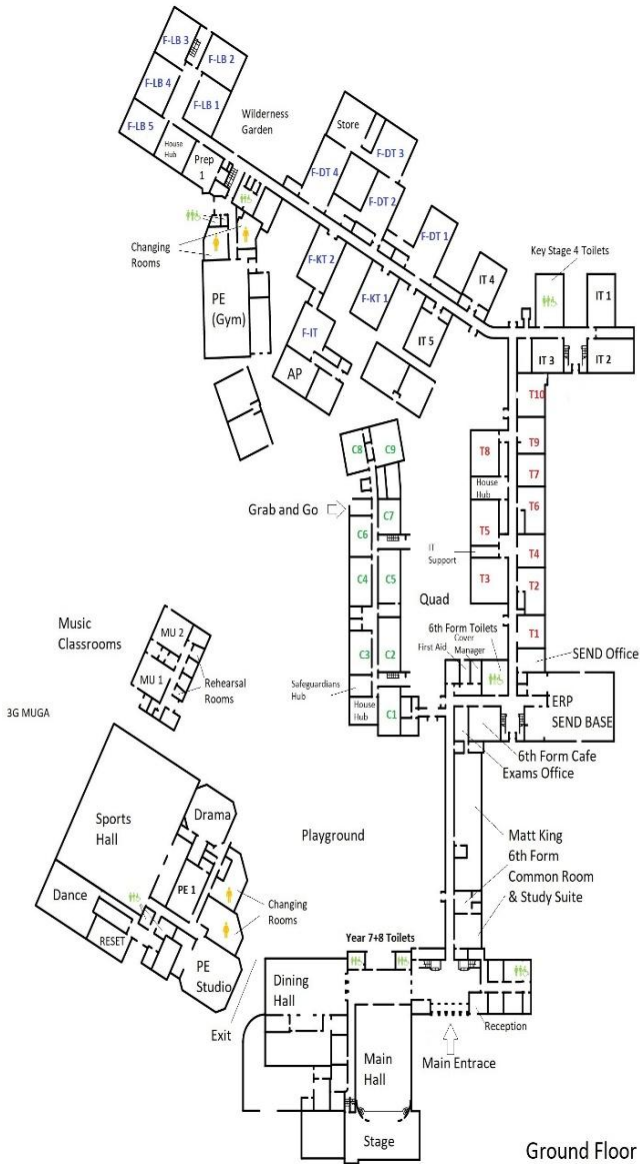 F-LB 3
F-LB 2
F-LB 4
F-LB 1
F-LB 5
House
Hub
Prep
1
Wilderness
Garden
Store
F-DT 3
F-DT 4
F-DT 2
F-DT 1
Changing
Rooms
PE
(Gym)
F-KT 2
F-KT 1
F-IT
AP
IT 5
IT 4
Key Stage 4 Toilets
IT 1
IT 3
IT 2
T10
T9
T8
T7
House
Hub
T6
T5
IT
Support
T4
T3
T2
T1
C8
C9
Grab and Go
C7
C6
C4
C5
Quad
C3
C2
Safeguardians
Hub
House
Hub
C1
6th Form Toilets
Cover
Manager
First Aid
SEND Office
ERP
SEND BASE
6th Form Cafe
Exams Office
Music
Classrooms
MU 2
MU 1
Rehearsal
Rooms
3G MUGA
Sports
Hall
Drama
Playground
Matt King
6th Form
Common Room
& Study Suite
Dance
PE 1
Changing
Rooms
RESET
PE
Studio
Year 7+8 Toilets
Dining
Hall
Exit
Reception
Main Entrace
Main
Hall
Stage
Ground Floor